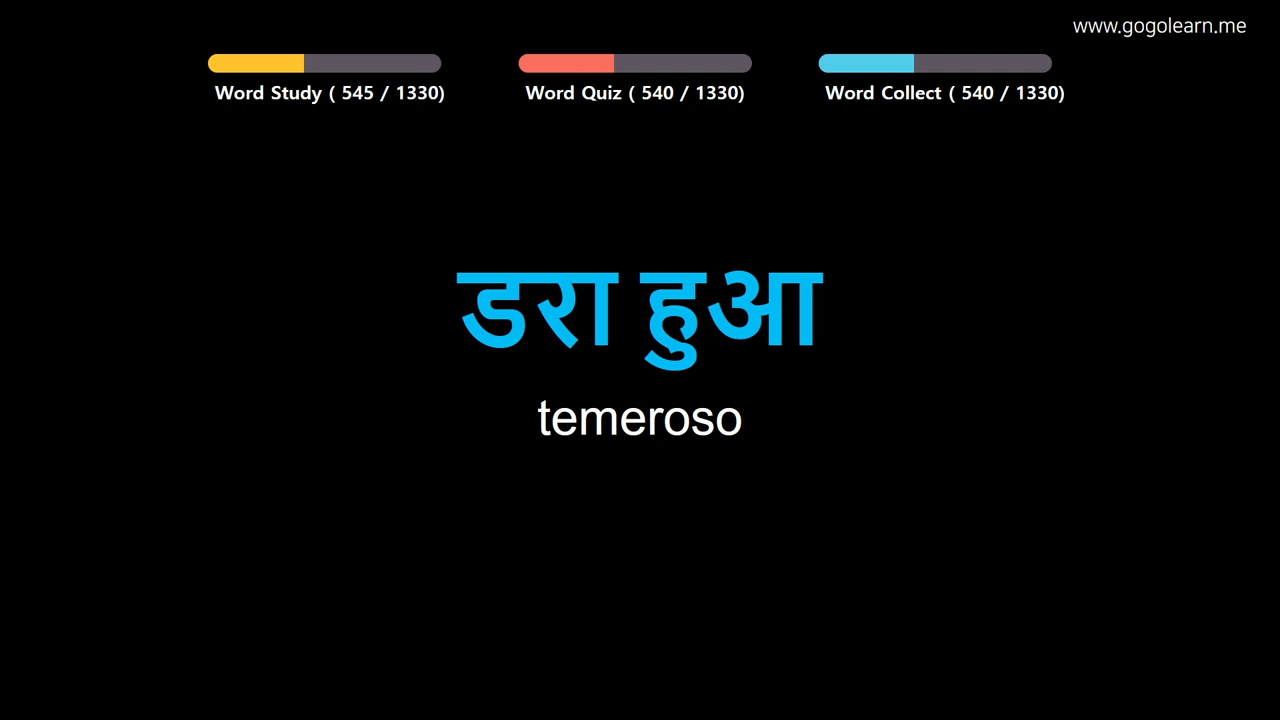 www.gogolearn.me
Word Study ( 545 / 1330)
Word Quiz ( 540 / 1330)
Word Collect ( 540 / 1330)
डरा हुआ
temeroso